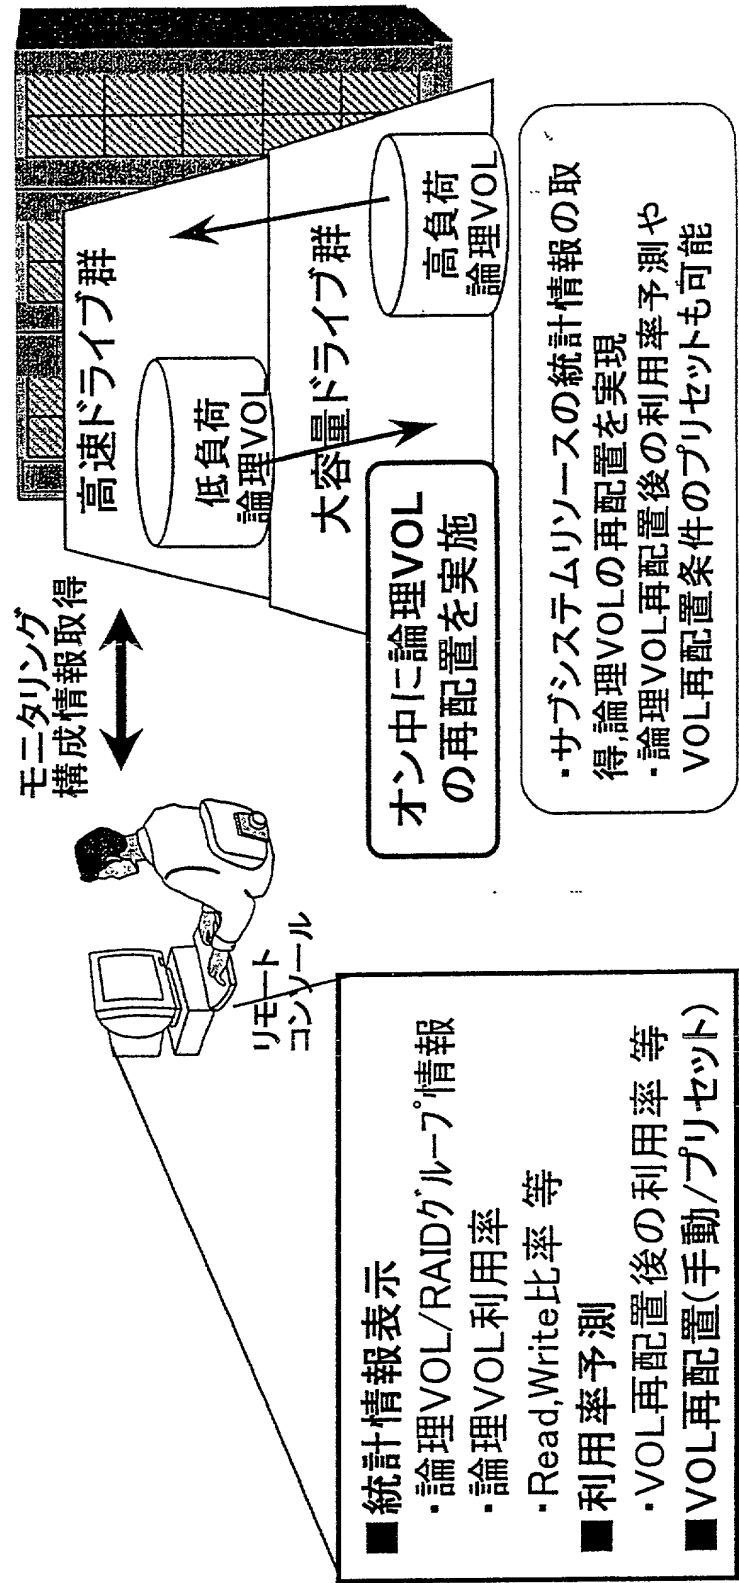 モニタリング
構成情報取得
リモート
コンソール
高速ドライブ群
低負荷
論理VOL
大容量ドライブ群
高負荷
論理VOL
オン中に論理VOL
の再配置を実施
■統計情報表示
・論理VOL/RAIDグループ情報
・論理VOL利用率
・Read,Write比率 等
■利用率予測
・VOL再配置後の利用率 等
■VOL再配置(手動/プリセット)
・サブシステムリソースの統計情報の取
得,論理VOLの再配置を実現
・論理VOL再配置後の利用率予測や
VOL再配置条件のプリセットも可能